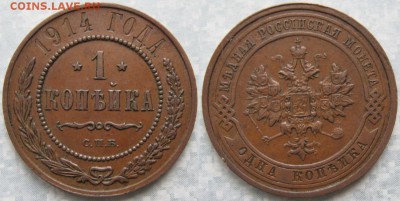 COINS.LAVE.RU
1914 ГОДА
* 1 *
КОПѢЙКА
С.П.Б.
МѢДНАЯ РОССІЙСКАЯ МОНЕТА
ОДНА КОПѢЙКА